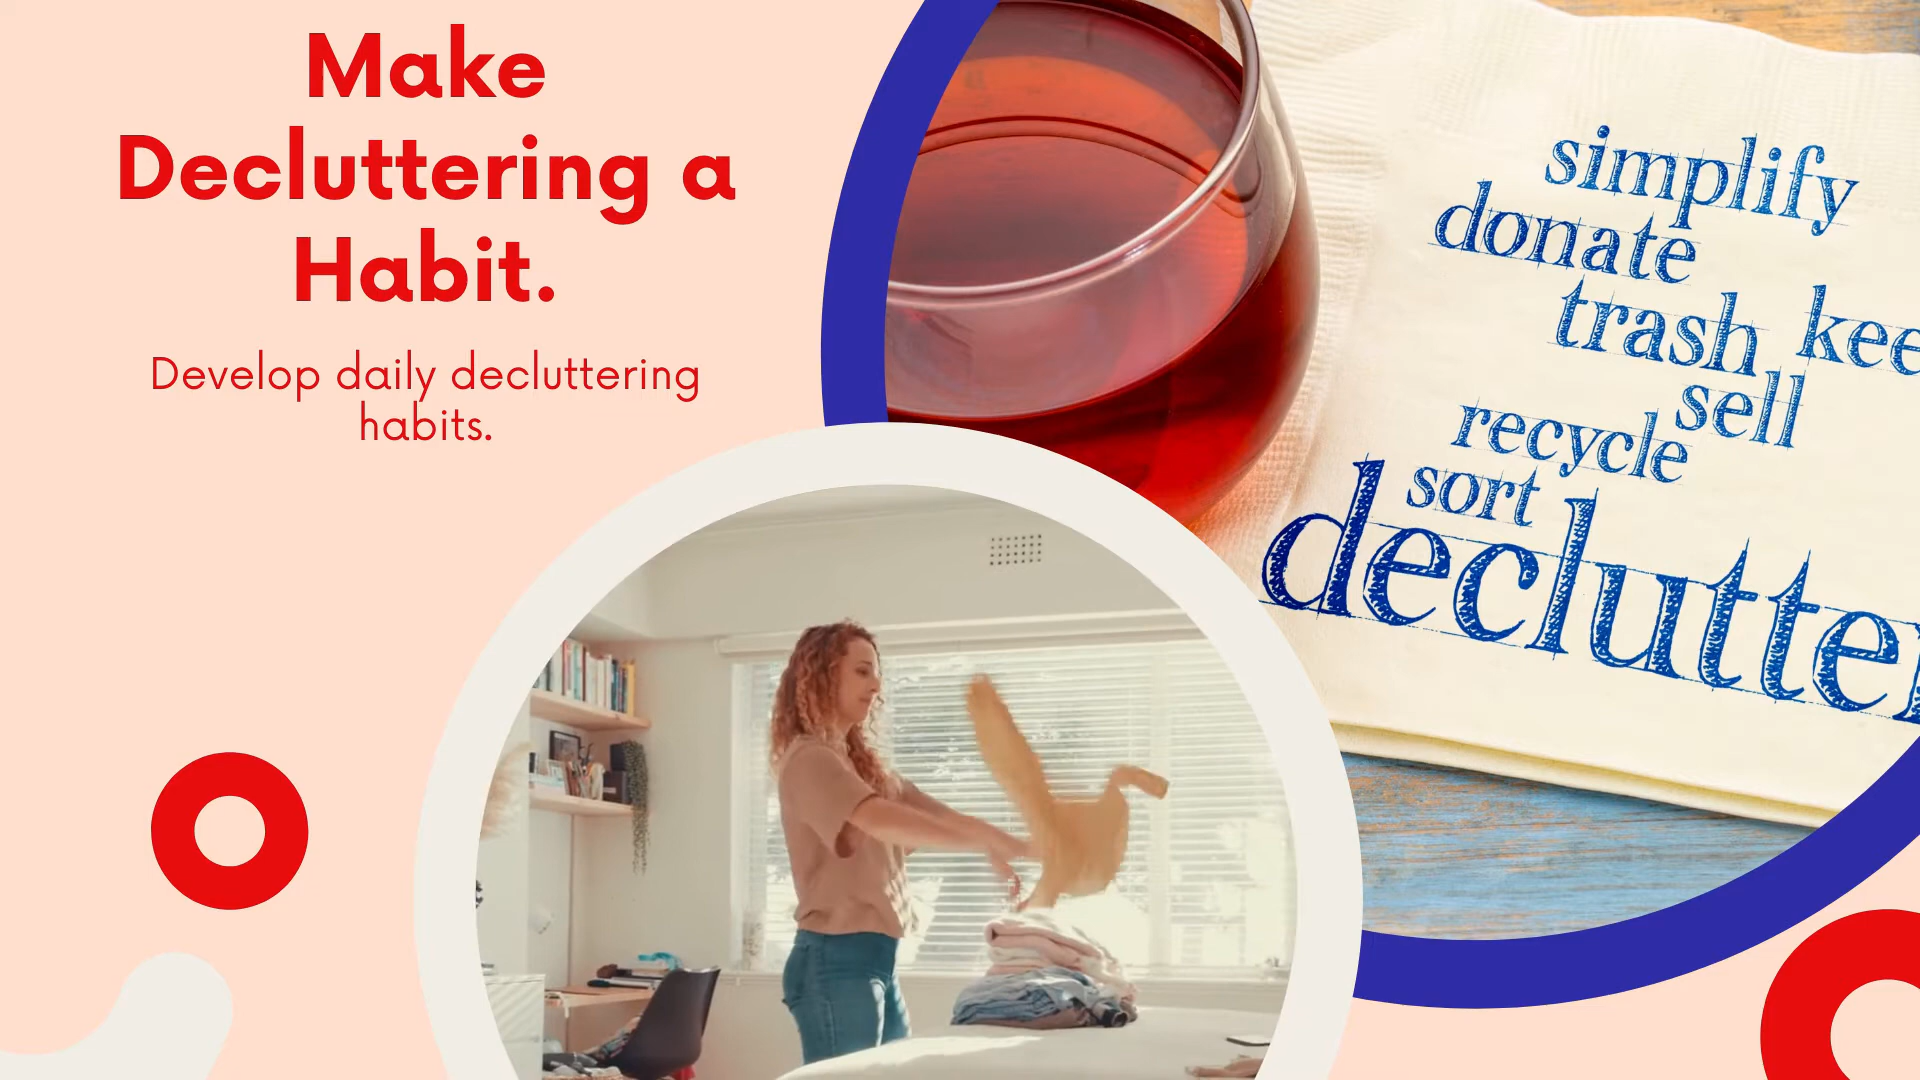 Make
Decluttering a
Habit.
Develop daily decluttering
habits.
simplify
donate
trash
sell
recycle
sort